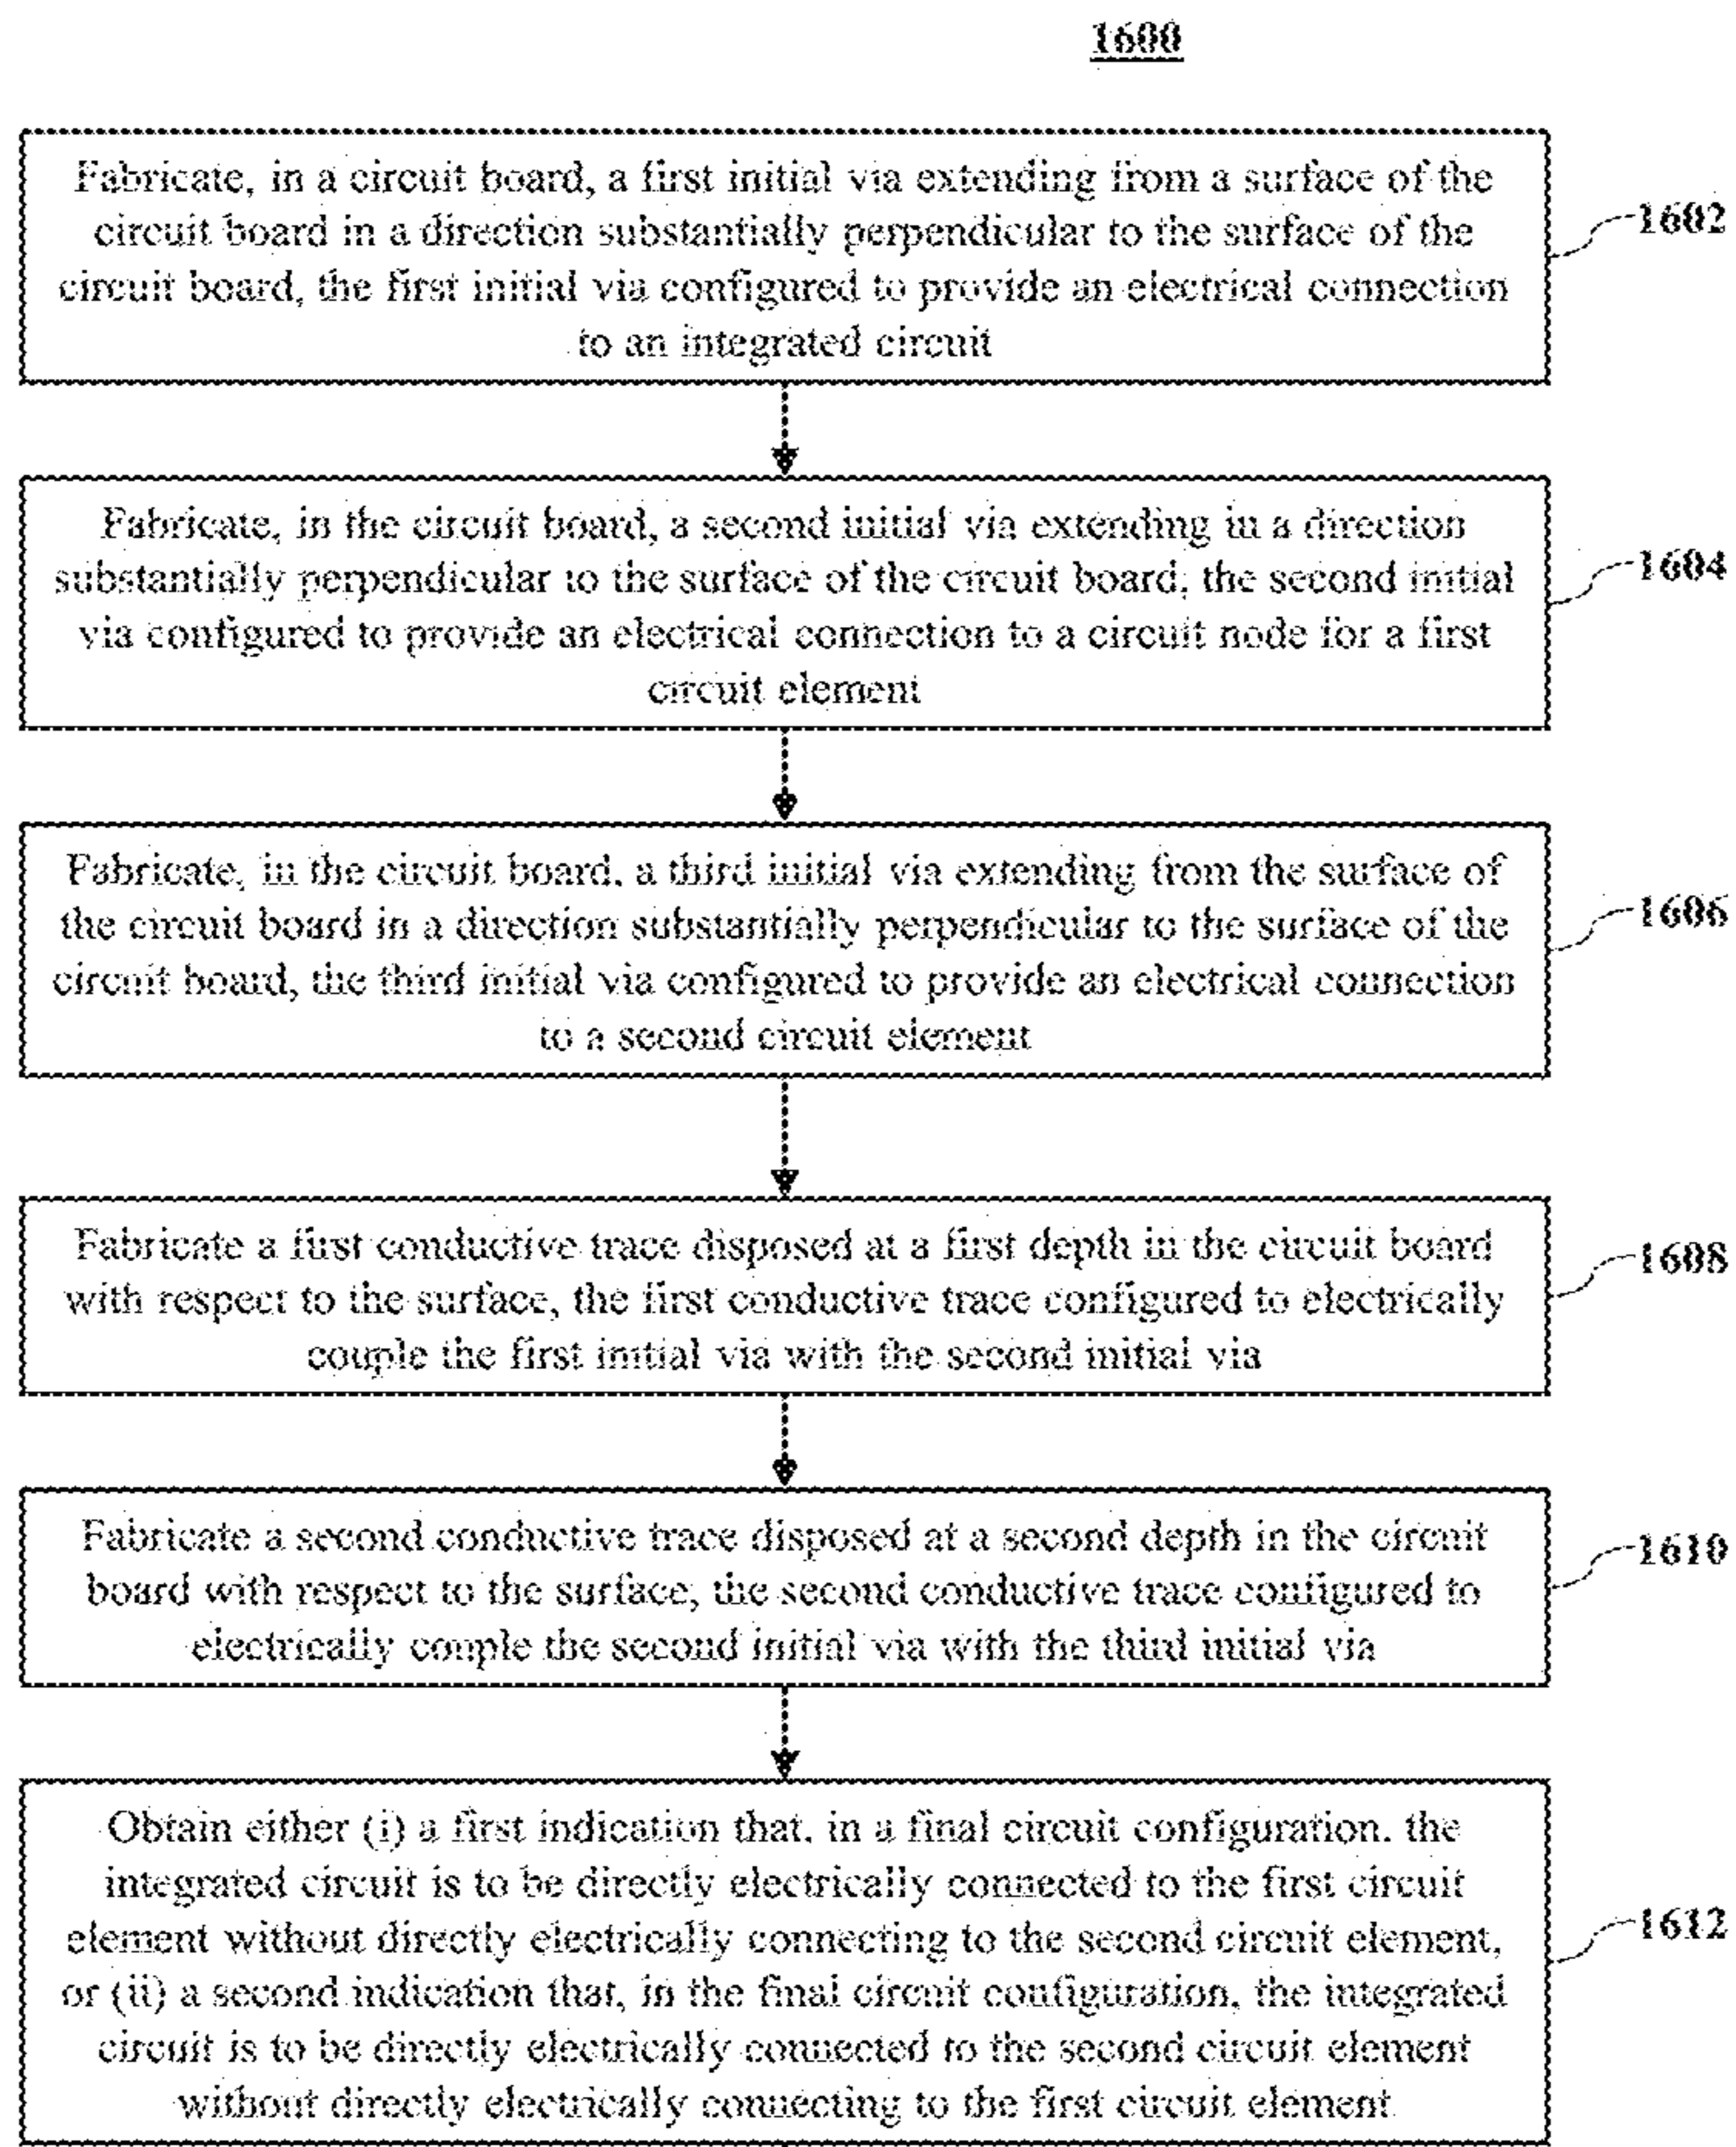 1600
Fabricate, in a circuit board, a first initial via extending from a surface of the
circuit board in a direction substantially perpendicular to the surface of the
circuit board, the first initial via configured to provide an electrical connection
to an integrated circuit
1602
Fabricate, in the circuit board, a second initial via extending in a direction
substantially perpendicular to the surface of the circuit board, the second initial
via configured to provide an electrical connection to a circuit node for a first
circuit element
1604
Fabricate, in the circuit board, a third initial via extending from the surface of
the circuit board in a direction substantially perpendicular to the surface of the
circuit board, the third initial via configured to provide an electrical connection
to a second circuit element
1606
Fabricate a first conductive trace disposed at a first depth in the circuit board
with respect to the surface, the first conductive trace configured to electrically
couple the first initial via with the second initial via
1608
Fabricate a second conductive trace disposed at a second depth in the circuit
board with respect to the surface, the second conductive trace configured to
electrically couple the second initial via with the third initial via
1610
Obtain either (i) a first indication that, in a final circuit configuration, the
integrated circuit is to be directly electrically connected to the first circuit
element without directly electrically connecting to the second circuit element,
or (ii) a second indication that, in the final circuit configuration, the integrated
circuit is to be directly electrically connected to the second circuit element
without directly electrically connecting to the first circuit element
1612